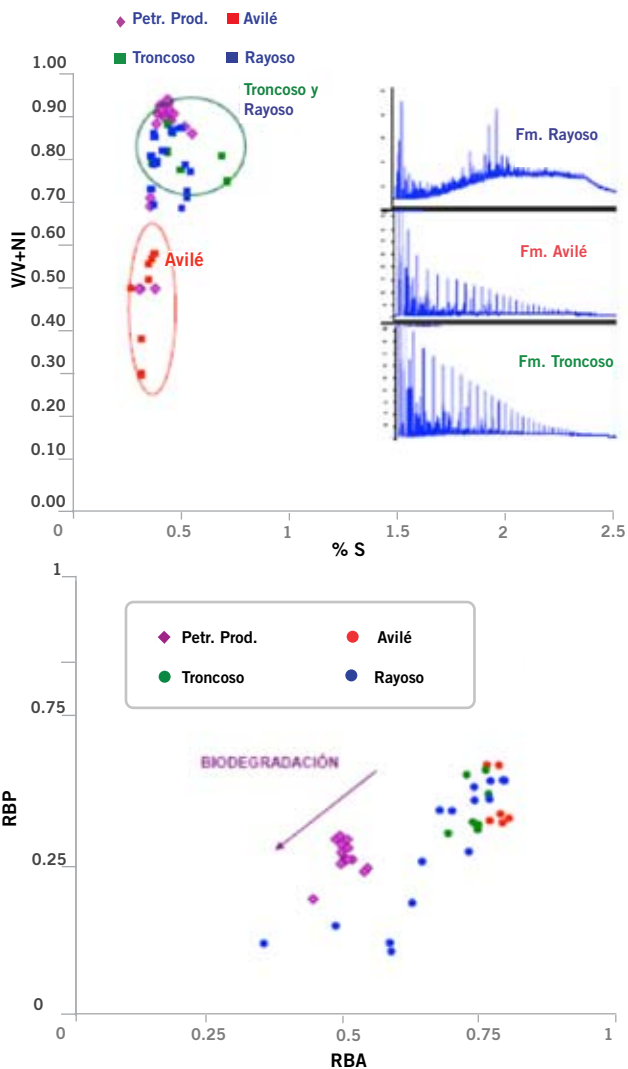 Petr. Prod. Avilé
Troncoso Rayoso
1.00
0.90
0.80
0.70
0.60
0.50
0.40
0.30
0.20
0.10
0.00
V/V+NI
Troncoso y
Rayoso
Avilé
Fm. Rayoso
Fm. Avilé
Fm. Troncoso
0 0.5 1 1.5 2 2.5
% S
1
0.75
0.25
0
RBP
Petr. Prod. Avilé
Troncoso Rayoso
BIODEGRADACIÓN
0 0.25 0.5 0.75 1
RBA